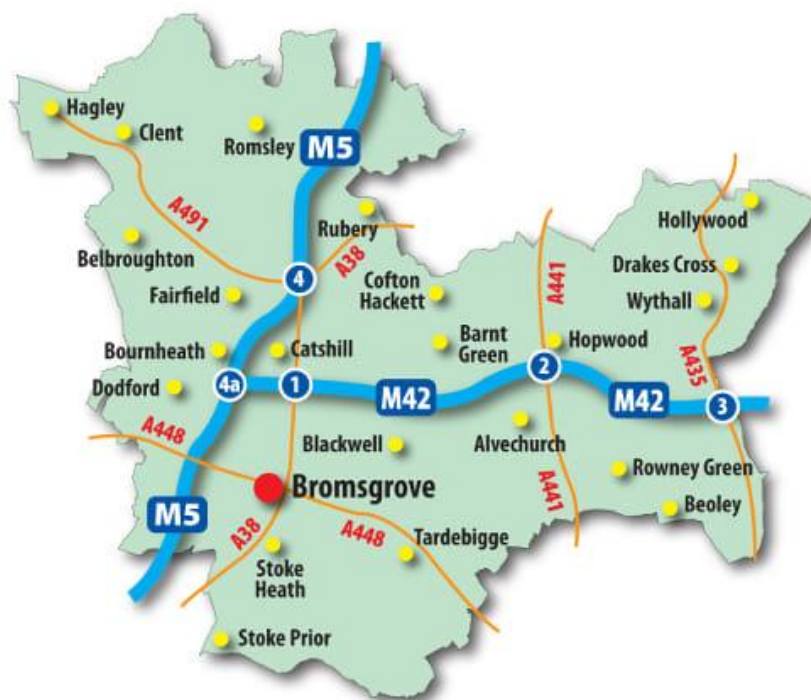 Hagley
Clent
Romsley
M5
A491
Rubery
Hollywood
Belbroughton
A38
A441
Drakes Cross
4
Fairfield
Cofton
Hackett
Wythall
Bournheath
Catshill
Barnt
Green
Hopwood
A435
Dodford
4a
1
M42
2
M42
3
A448
Blackwell
Alvechurch
Rowney Green
Bromsgrove
A441
Beoley
M5
A38
A448
Tardebigge
Stoke
Heath
Stoke Prior